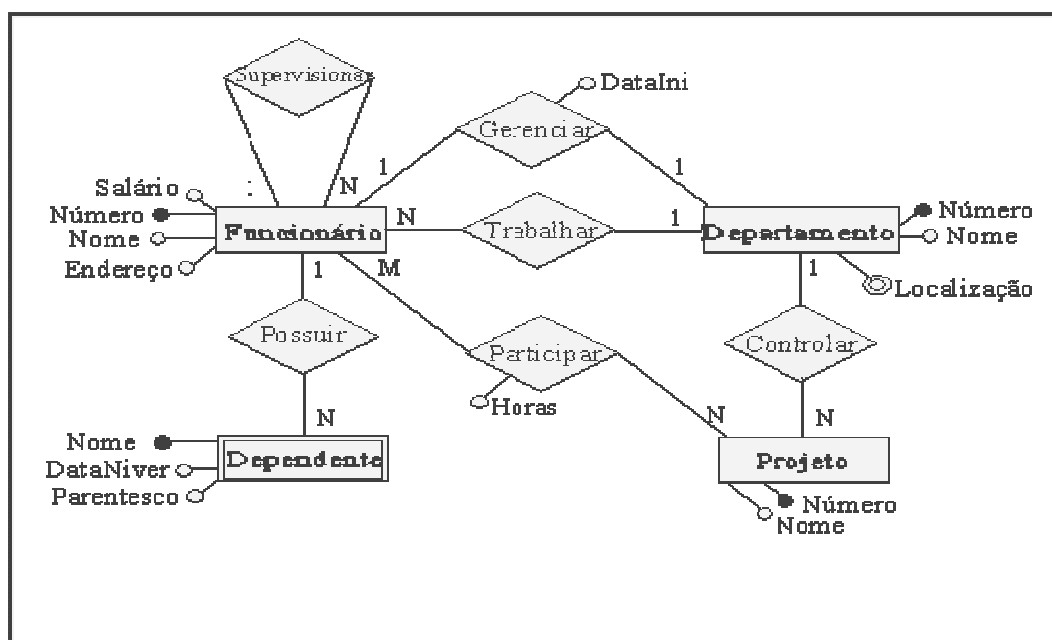 Supervisionar
DataIni
Gerenciar
1
1
Salário
:
N
Número
Nome
Endereço
Funcionário
N
Trabalhar
1
Departamento
Número
Nome
Localização
1
M
1
Possuir
Participar
Controlar
Horas
N
N
N
Nome
DataNiver
Parentesco
Dependente
Projeto
Número
Nome